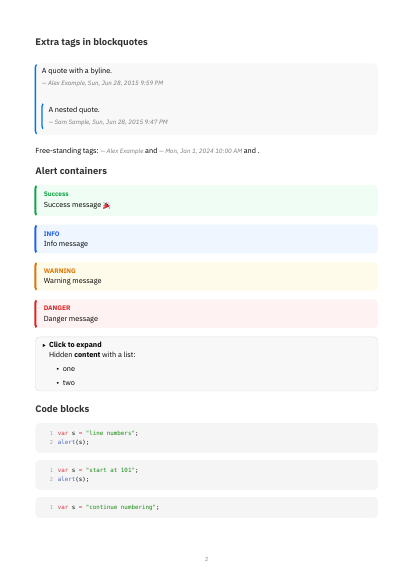 Extra tags in blockquotes
A quote with a byline.
— Alex Example, Sun, Jun 28, 2015 9:59 PM
A nested quote.
— Sam Sample, Sun, Jun 28, 2015 9:47 PM
Free-standing tags: — Alex Example and — Mon, Jan 1, 2024 10:00 AM and .
Alert containers
Success
Success message 🎉
INFO
Info message
WARNING
Warning message
DANGER
Danger message
▸ Click to expand
Hidden content with a list:
• one
• two
Code blocks
1 var s = "line numbers";
2 alert(s);
1 var s = "start at 101";
2 alert(s);
1 var s = "continue numbering";
2